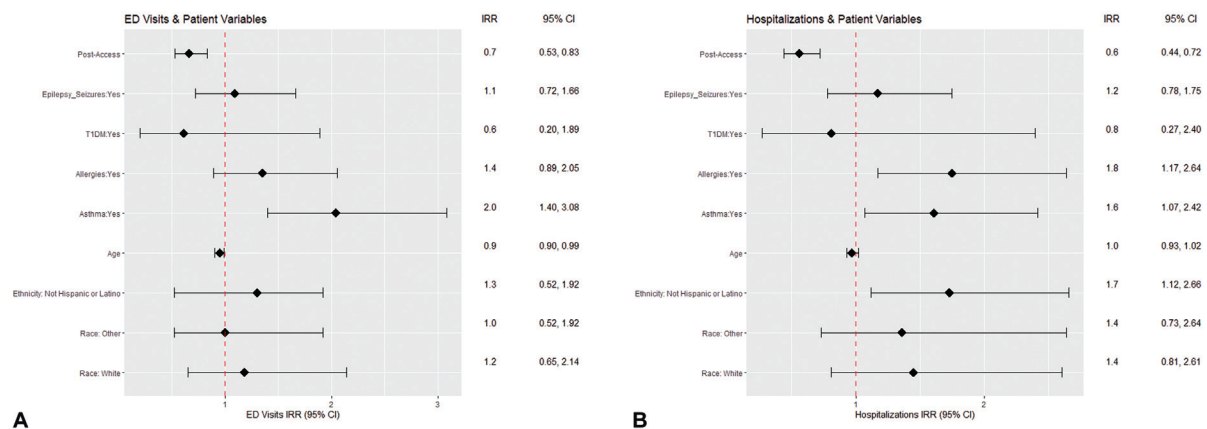 ED Visits & Patient Variables IRR 95% CI
Post-Access 0.7 0.53, 0.83
Epilepsy_Seizures:Yes 1.1 0.72, 1.66
T1DM:Yes 0.6 0.20, 1.89
Allergies:Yes 1.4 0.89, 2.05
Asthma:Yes 2.0 1.40, 3.08
Age 0.9 0.90, 0.99
Ethnicity: Not Hispanic or Latino 1.3 0.52, 1.92
Race: Other 1.0 0.52, 1.92
Race: White 1.2 0.65, 2.14
1 2 3
ED Visits IRR (95% CI)
A
Hospitalizations & Patient Variables IRR 95% CI
Post-Access 0.6 0.44, 0.72
Epilepsy_Seizures:Yes 1.2 0.78, 1.75
T1DM:Yes 0.8 0.27, 2.40
Allergies:Yes 1.8 1.17, 2.64
Asthma:Yes 1.6 1.07, 2.42
Age 1.0 0.93, 1.02
Ethnicity: Not Hispanic or Latino 1.7 1.12, 2.66
Race: Other 1.4 0.73, 2.64
Race: White 1.4 0.81, 2.61
1 2
Hospitalizations IRR (95% CI)
B